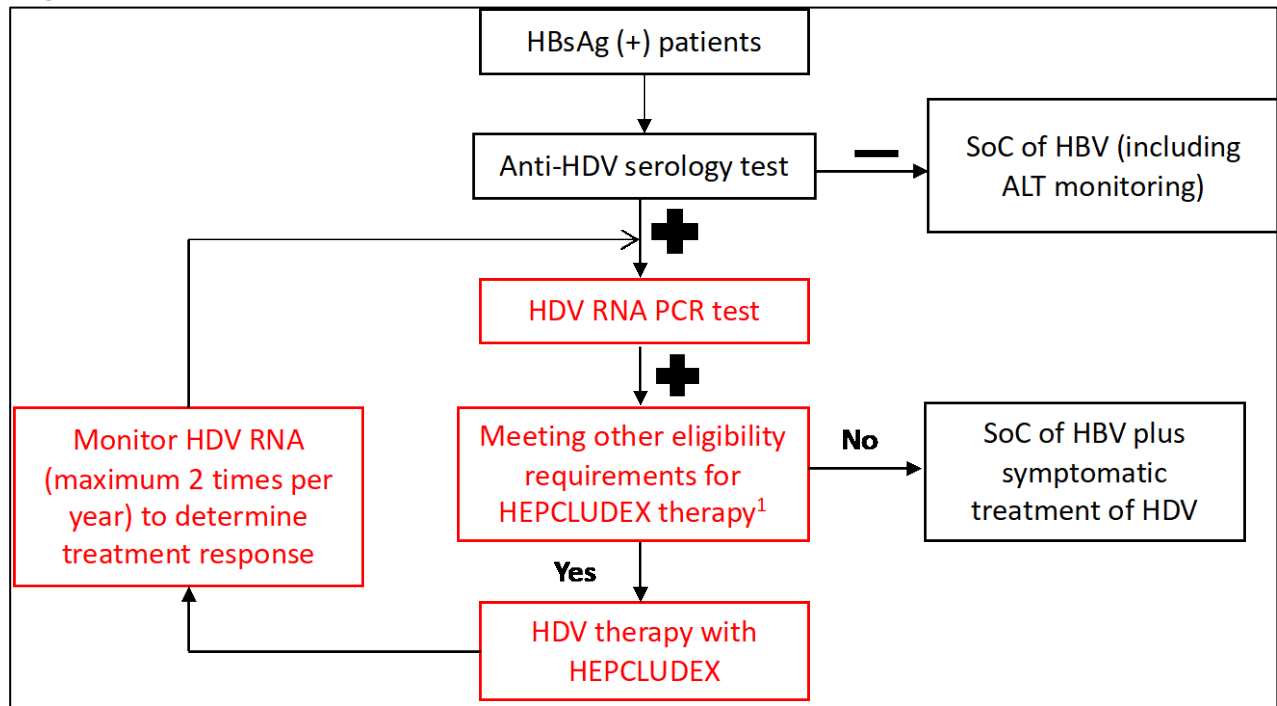 HBsAg (+) patients
Anti-HDV serology test
SoC of HBV (including
ALT monitoring)
HDV RNA PCR test
Monitor HDV RNA
(maximum 2 times per
year) to determine
treatment response
Meeting other eligibility
requirements for
HEPCLUDEX therapy¹
No
SoC of HBV plus
symptomatic
treatment of HDV
Yes
HDV therapy with
HEPCLUDEX